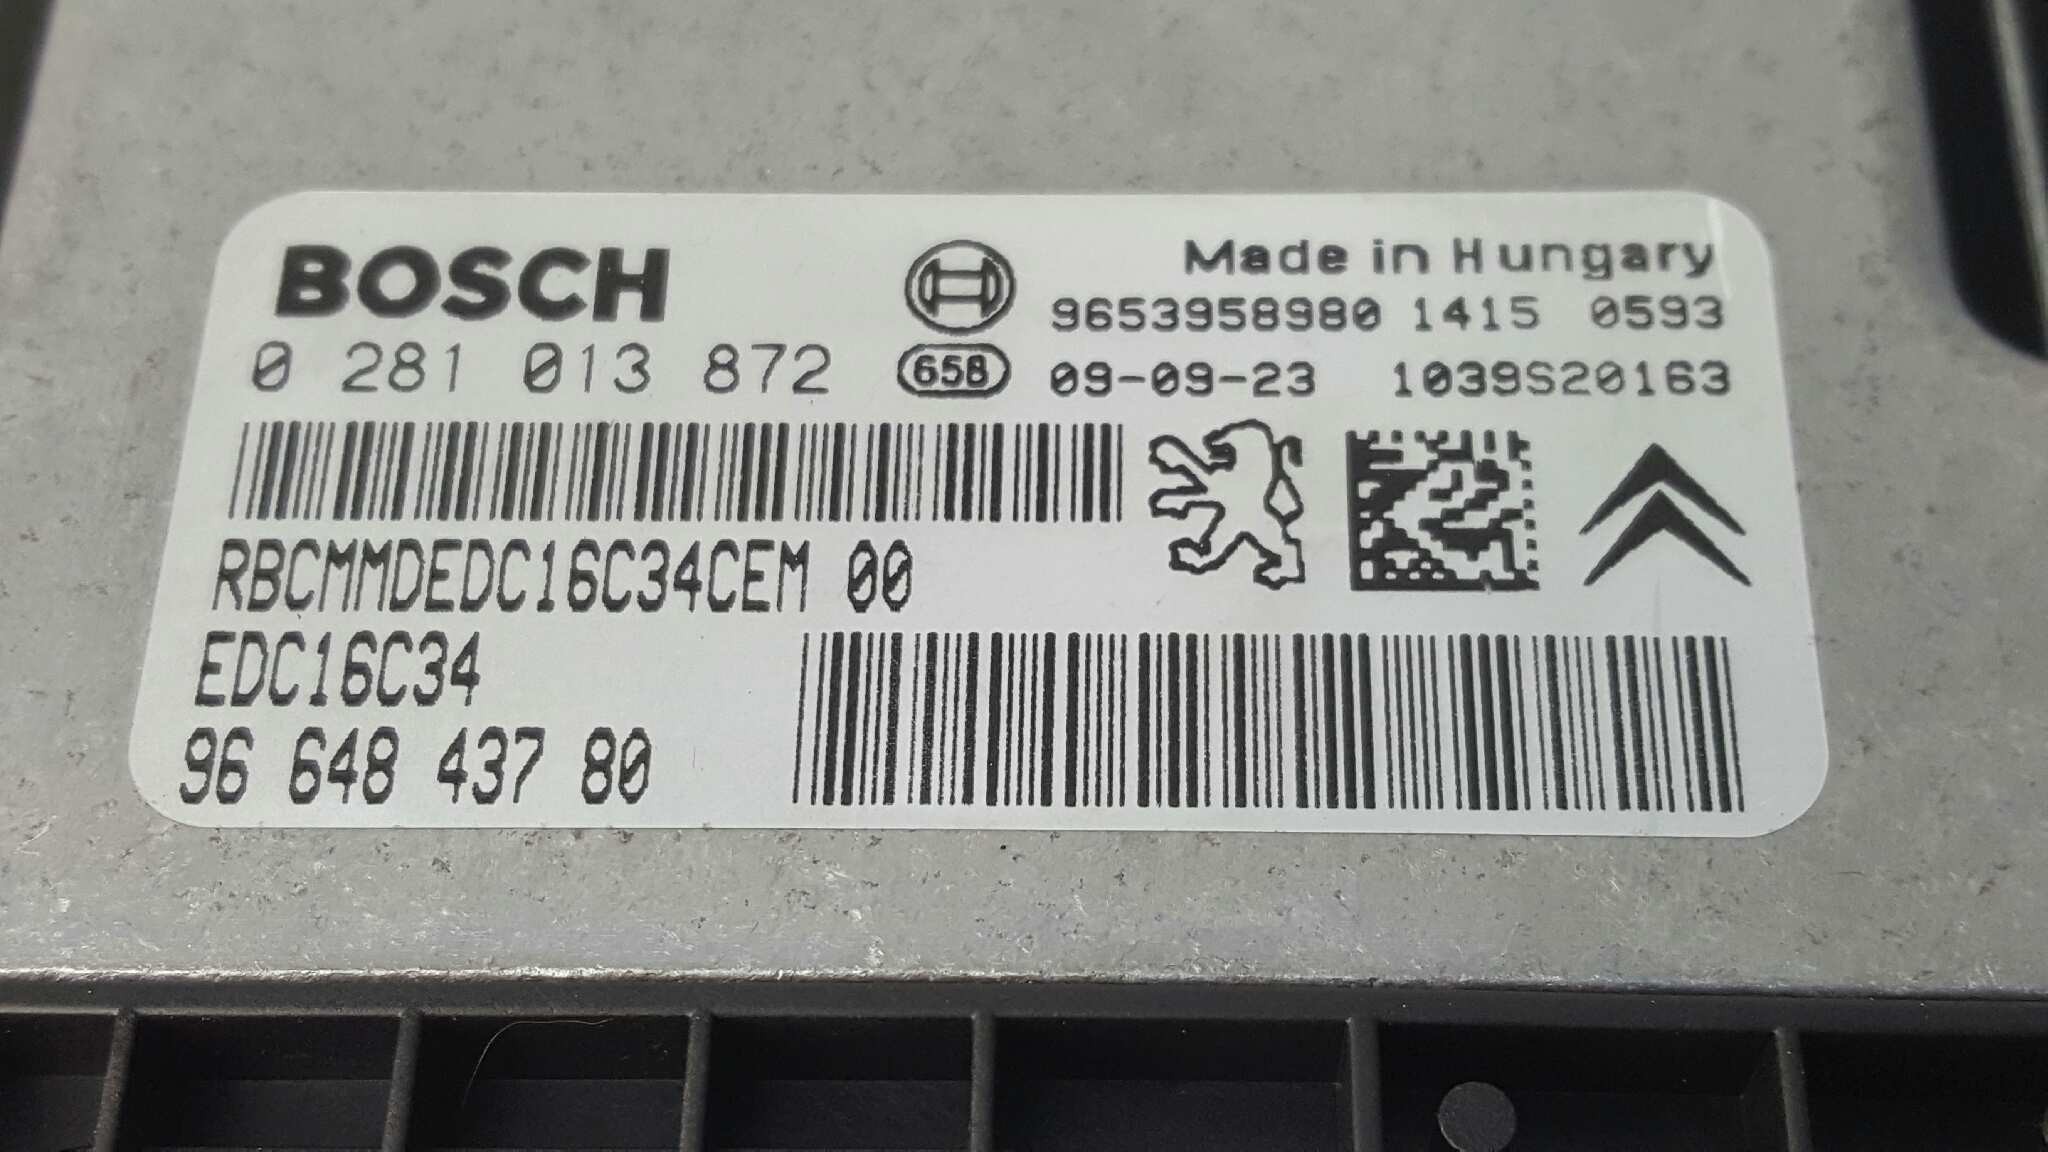 BOSCH
Made in Hungary
9653958980 1415 0593
0 281 013 872
658
09-09-23 1039S20163
RBCMMDEDC16C34CEM 00
EDC16C34
96 648 437 80